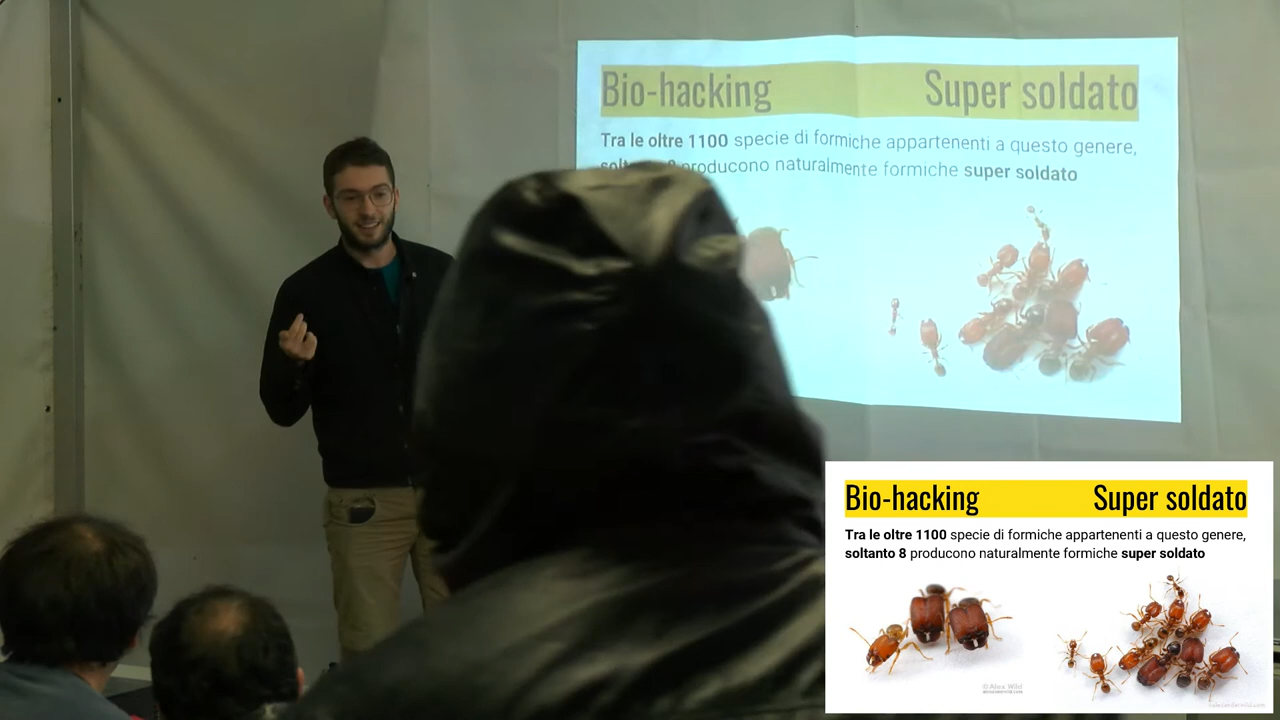 Bio-hacking Super soldato
Tra le oltre 1100 specie di formiche appartenenti a questo genere,
producono naturalmente formiche super soldato
Bio-hacking Super soldato
Tra le oltre 1100 specie di formiche appartenenti a questo genere,
soltanto 8 producono naturalmente formiche super soldato
© Alex Wild